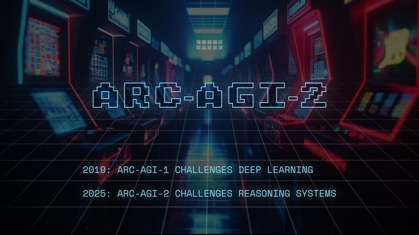 ARC-AGI-2
2019: ARC-AGI-1 CHALLENGES DEEP LEARNING
2025: ARC-AGI-2 CHALLENGES REASONING SYSTEMS